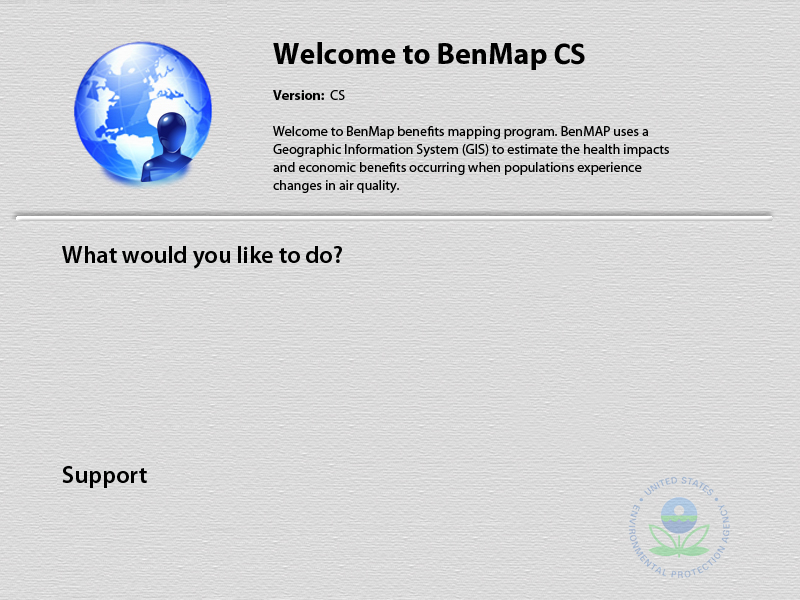 Welcome to BenMap CS
Version: CS
Welcome to BenMap benefits mapping program. BenMAP uses a
Geographic Information System (GIS) to estimate the health impacts
and economic benefits occurring when populations experience
changes in air quality.
What would you like to do?
Support
UNITED STATES
ENVIRONMENTAL PROTECTION AGENCY